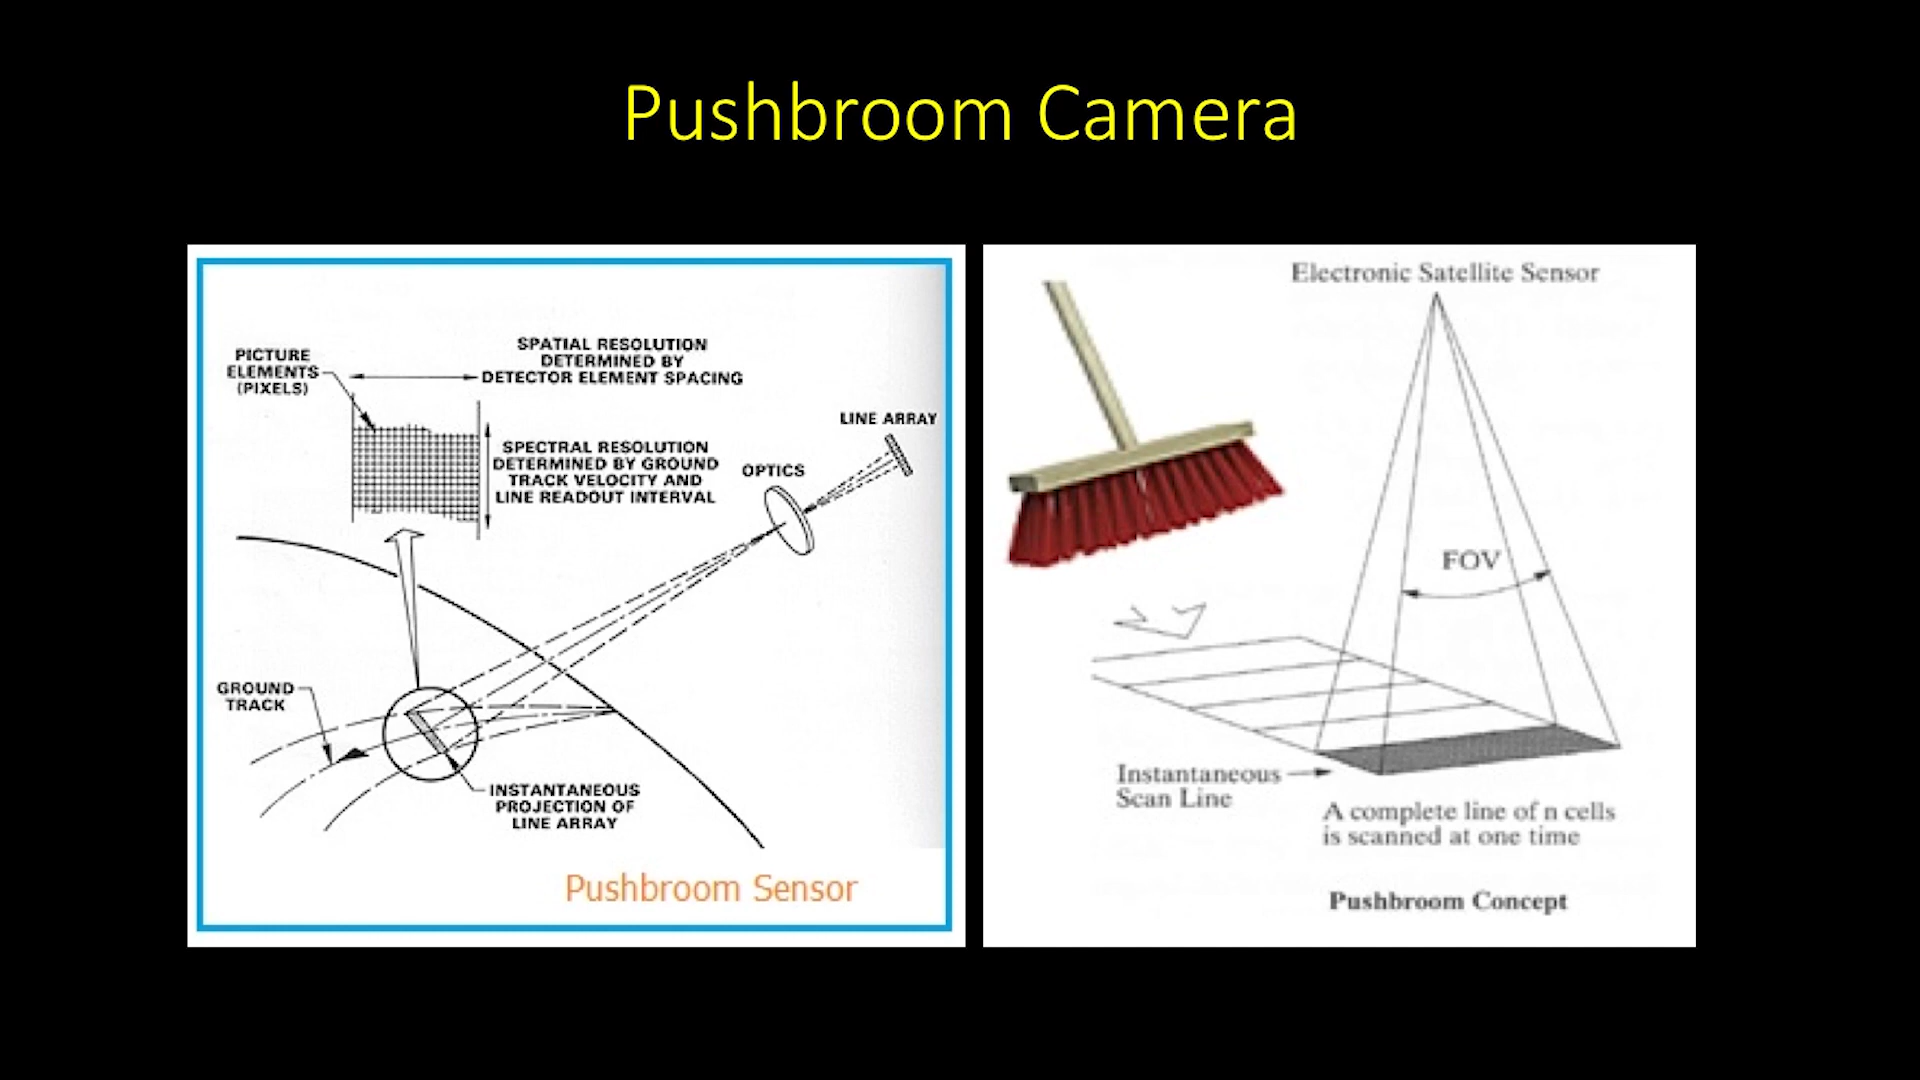 Pushbroom Camera
PICTURE
ELEMENTS
(PIXELS)
SPATIAL RESOLUTION
DETERMINED BY
DETECTOR ELEMENT SPACING
SPECTRAL RESOLUTION
DETERMINED BY GROUND
TRACK VELOCITY AND
LINE READOUT INTERVAL
LINE ARRAY
OPTICS
GROUND
TRACK
INSTANTANEOUS
PROJECTION OF
LINE ARRAY
Pushbroom Sensor
Electronic Satellite Sensor
FOV
Instantaneous
Scan Line
A complete line of n cells
is scanned at one time
Pushbroom Concept